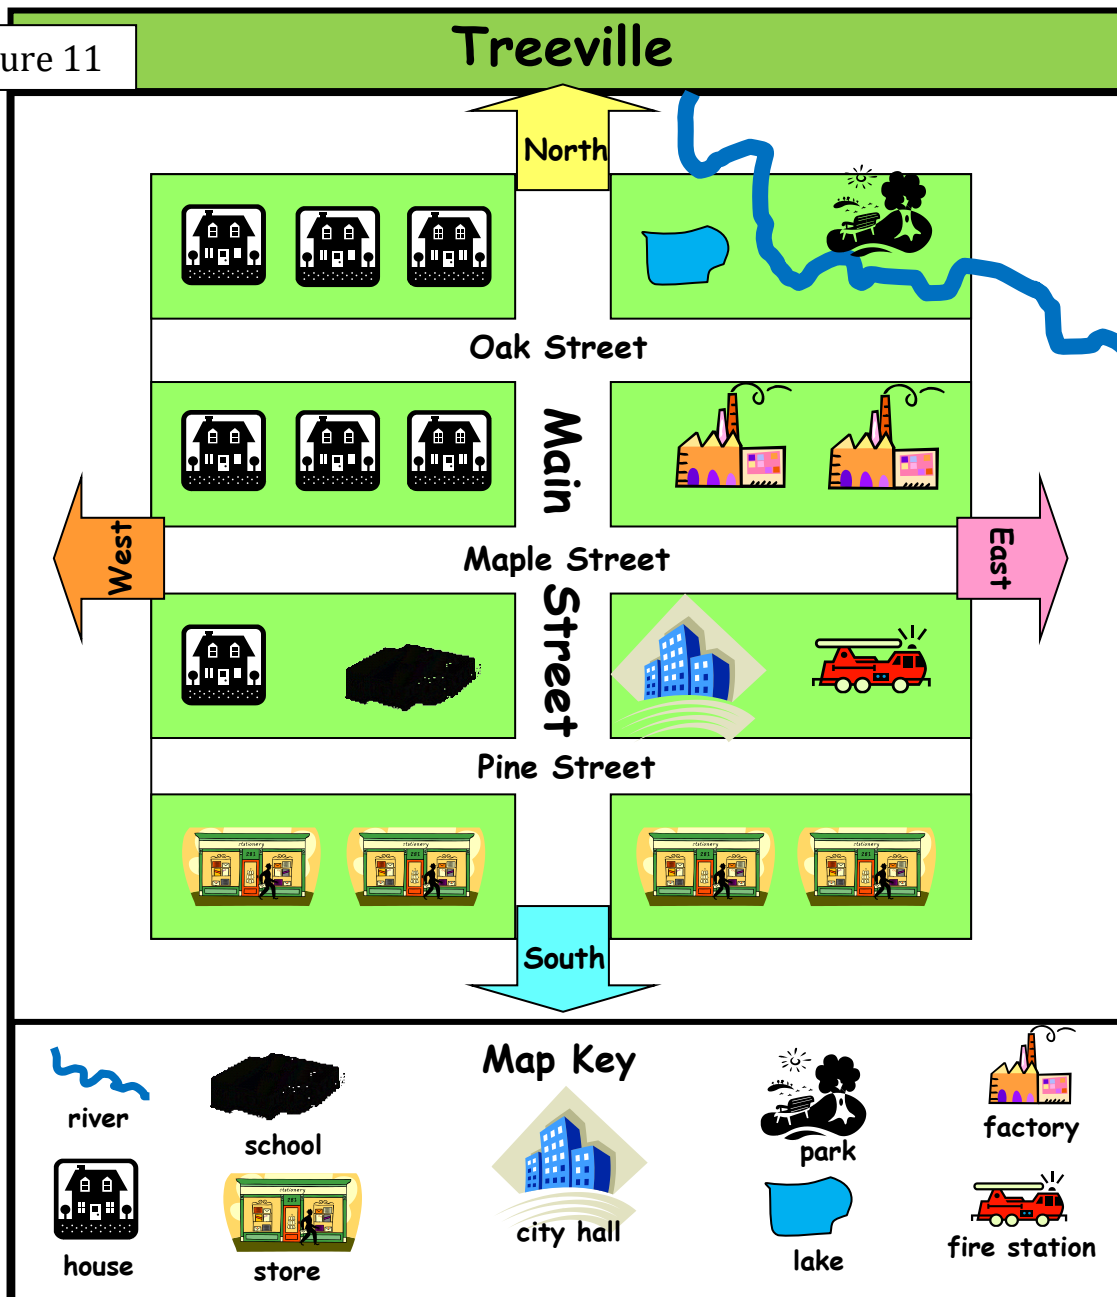 Treeville
ure 11
North
Oak Street
Main Street
West
Maple Street
East
Pine Street
South
Map Key
river
school
city hall
park
factory
house
store
lake
fire station